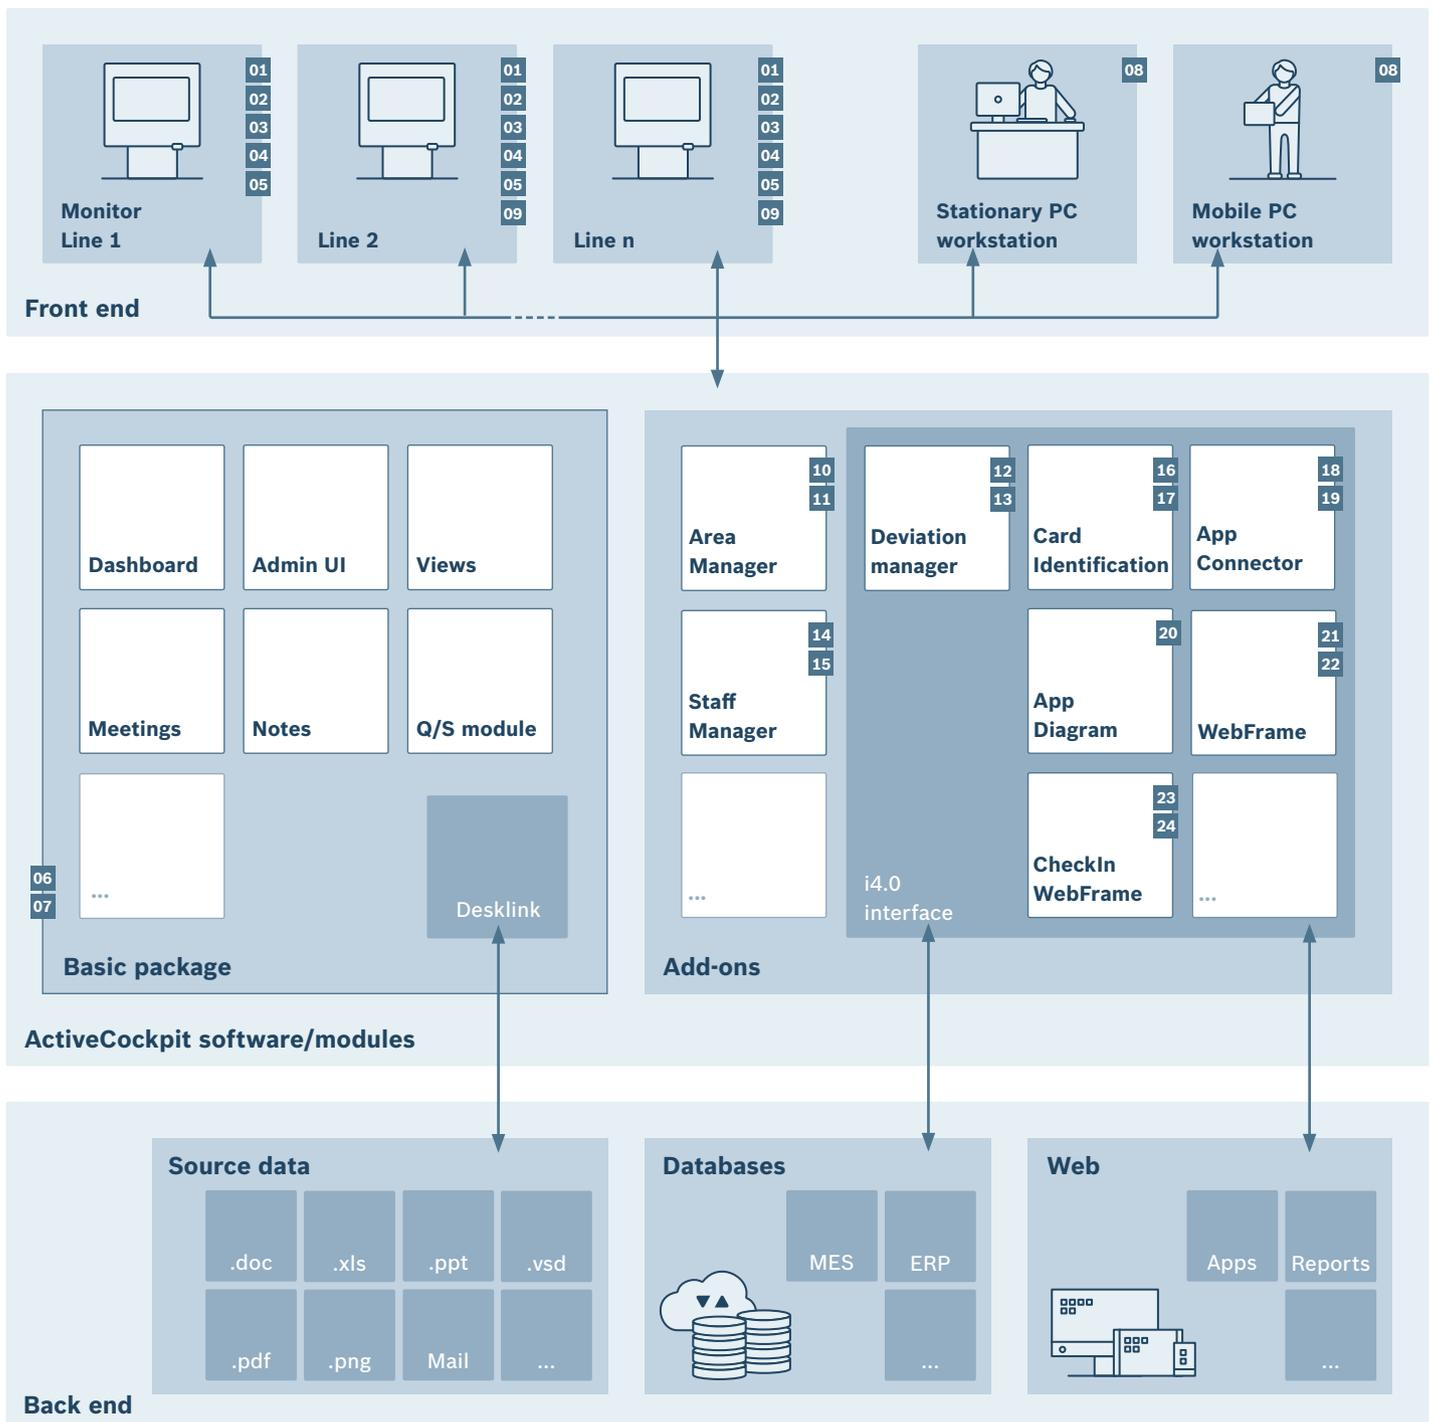 01
02
03
04
05
Monitor
Line 1
01
02
03
04
05
09
Line 2
01
02
03
04
05
09
Line n
08
Stationary PC
workstation
08
Mobile PC
workstation
Front end
Dashboard
Admin UI
Views
Meetings
Notes
Q/S module
...
06
07
Desklink
Basic package
10
11
Area
Manager
12
13
Deviation
manager
16
17
Card
Identification
18
19
App
Connector
14
15
Staff
Manager
20
App
Diagram
21
22
WebFrame
...
i4.0
interface
23
24
CheckIn
WebFrame
...
Add-ons
ActiveCockpit software/modules
Source data
.doc
.xls
.ppt
.vsd
.pdf
.png
Mail
...
Databases
MES
ERP
...
Web
Apps
Reports
...
Back end